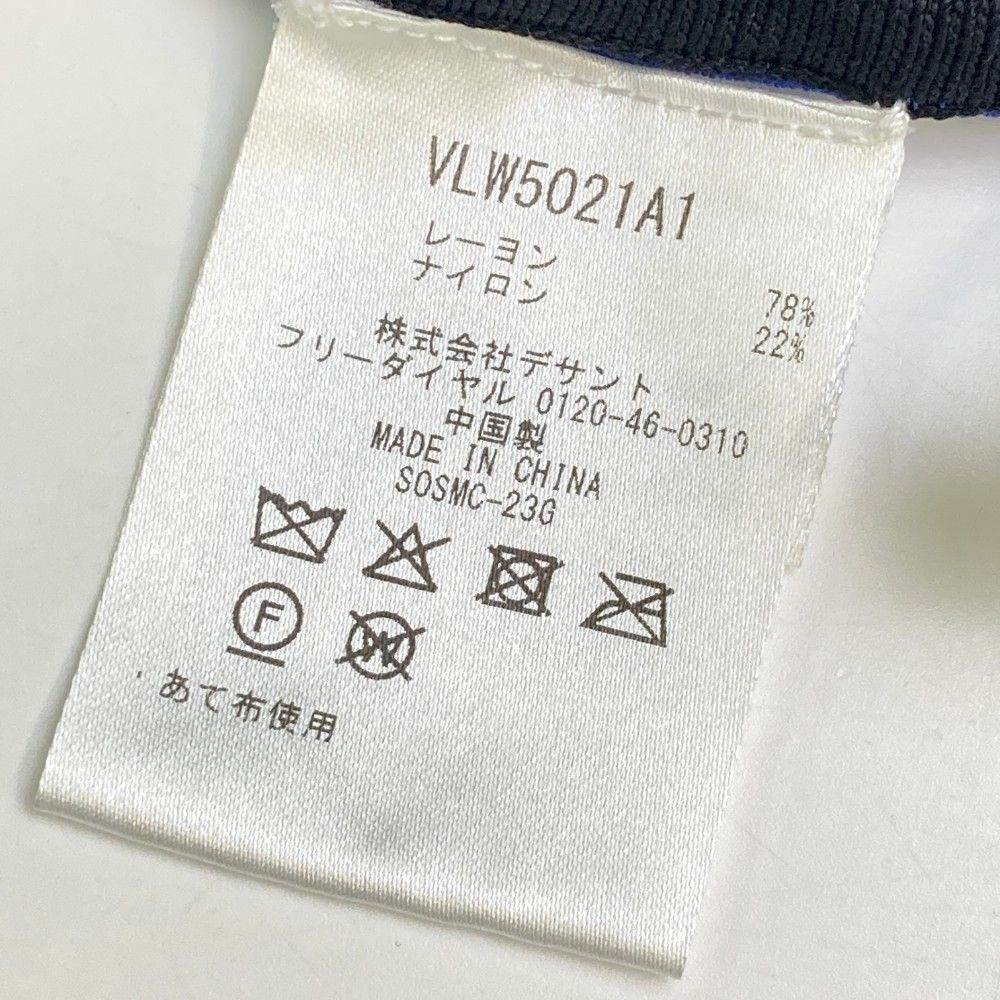 VLW5021A1
レーヨン 78%
ナイロン 22%
株式会社デサント
フリーダイヤル 0120-46-0310
中国製
MADE IN CHINA
SOSMC-23G
F
W
・あて布使用